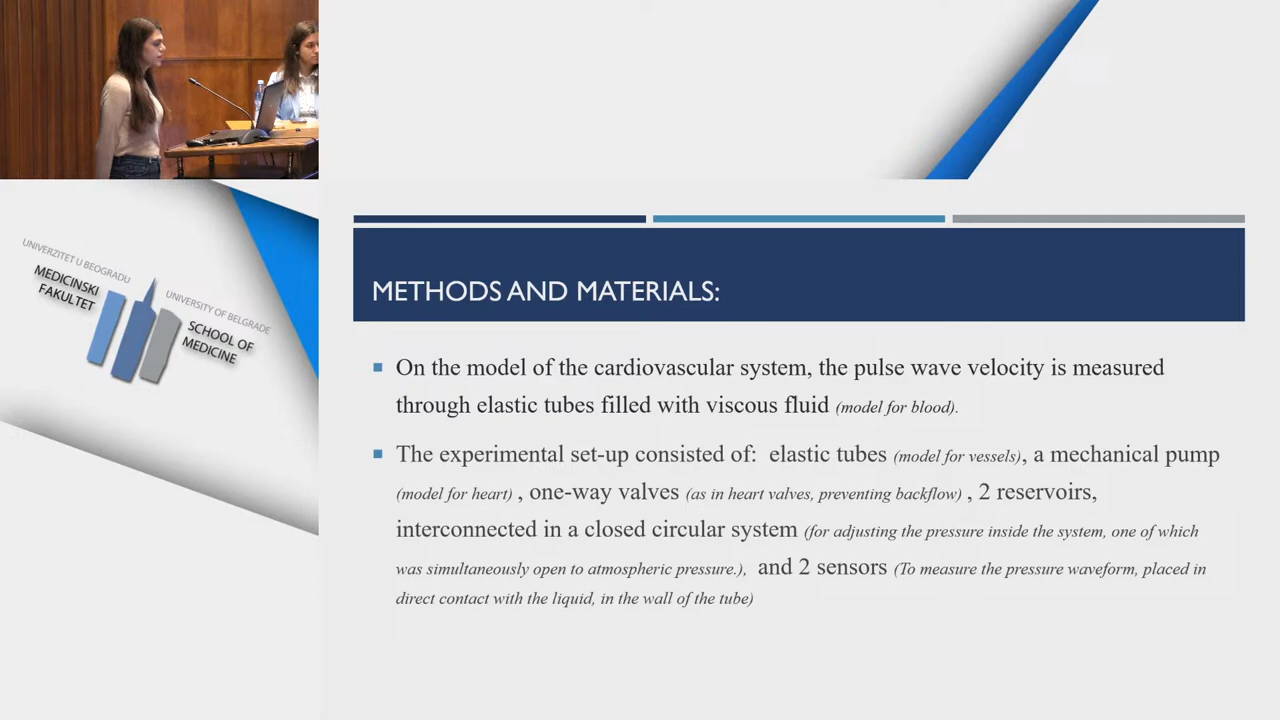 UNIVERZITET U BEOGRADU
MEDICINSKI
FAKULTET
UNIVERSITY OF BELGRADE
SCHOOL OF
MEDICINE
METHODS AND MATERIALS:
On the model of the cardiovascular system, the pulse wave velocity is measured
through elastic tubes filled with viscous fluid (model for blood).
The experimental set-up consisted of: elastic tubes (model for vessels), a mechanical pump
(model for heart) , one-way valves (as in heart valves, preventing backflow) , 2 reservoirs,
interconnected in a closed circular system (for adjusting the pressure inside the system, one of which
was simultaneously open to atmospheric pressure.), and 2 sensors (To measure the pressure waveform, placed in
direct contact with the liquid, in the wall of the tube)